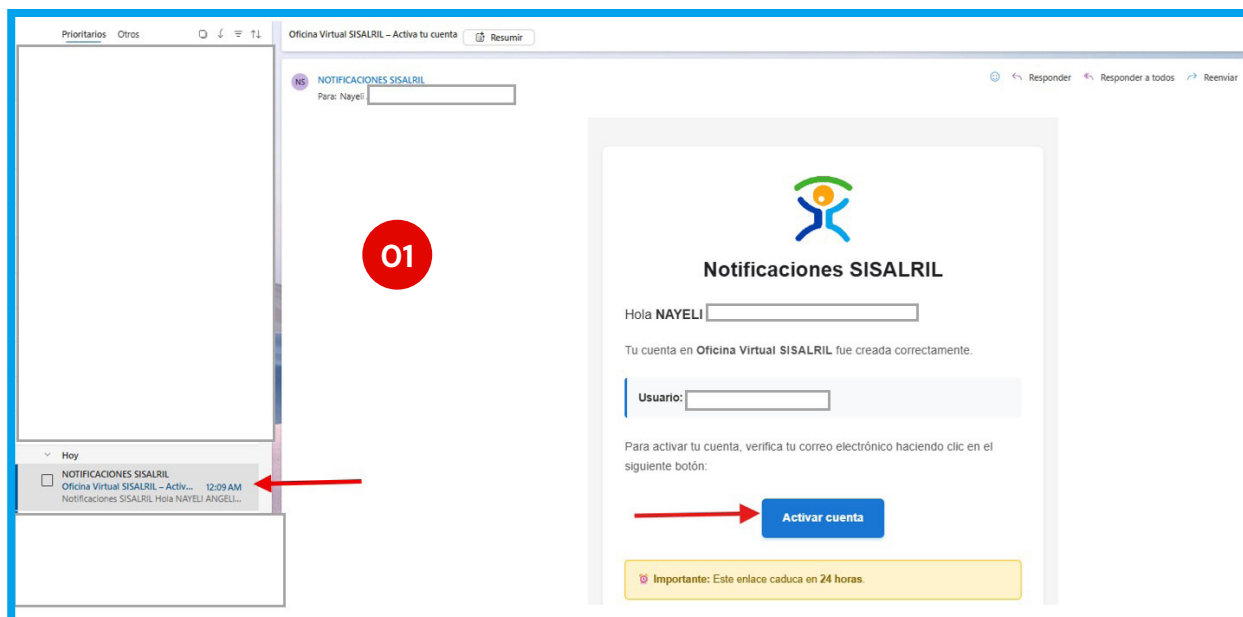 Prioritarios Otros
Hoy
NOTIFICACIONES SISALRIL
Oficina Virtual SISALRIL – Activ... 12:09 AM
Notificaciones SISALRIL Hola NAYELI ANGELI...
Oficina Virtual SISALRIL – Activa tu cuenta Resumir
NS NOTIFICACIONES SISALRIL
Para: Nayeli
Responder Responder a todos Reenviar
01
Notificaciones SISALRIL
Hola NAYELI
Tu cuenta en Oficina Virtual SISALRIL fue creada correctamente.
Usuario:
Para activar tu cuenta, verifica tu correo electrónico haciendo clic en el
siguiente botón:
Activar cuenta
Importante: Este enlace caduca en 24 horas.